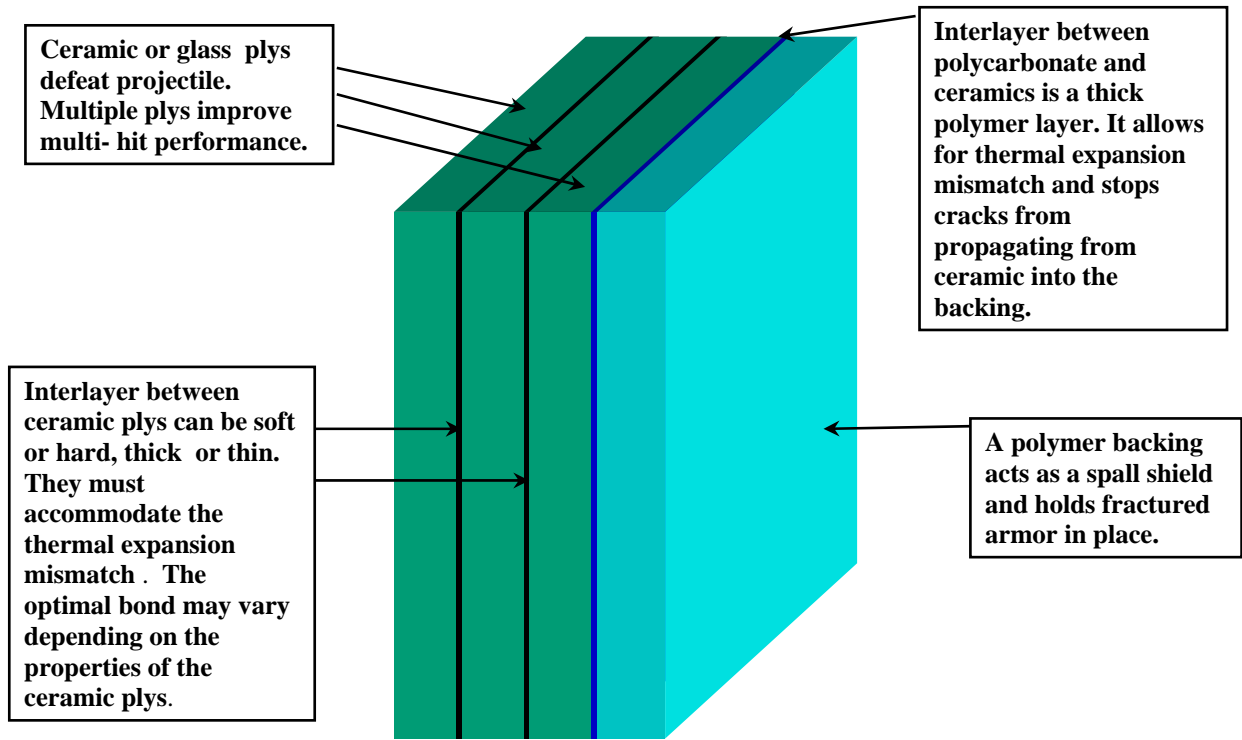 Ceramic or glass plys
defeat projectile.
Multiple plys improve
multi- hit performance.
Interlayer between
polycarbonate and
ceramics is a thick
polymer layer. It allows
for thermal expansion
mismatch and stops
cracks from
propagating from
ceramic into the
backing.
Interlayer between
ceramic plys can be soft
or hard, thick or thin.
They must
accommodate the
thermal expansion
mismatch . The
optimal bond may vary
depending on the
properties of the
ceramic plys.
A polymer backing
acts as a spall shield
and holds fractured
armor in place.